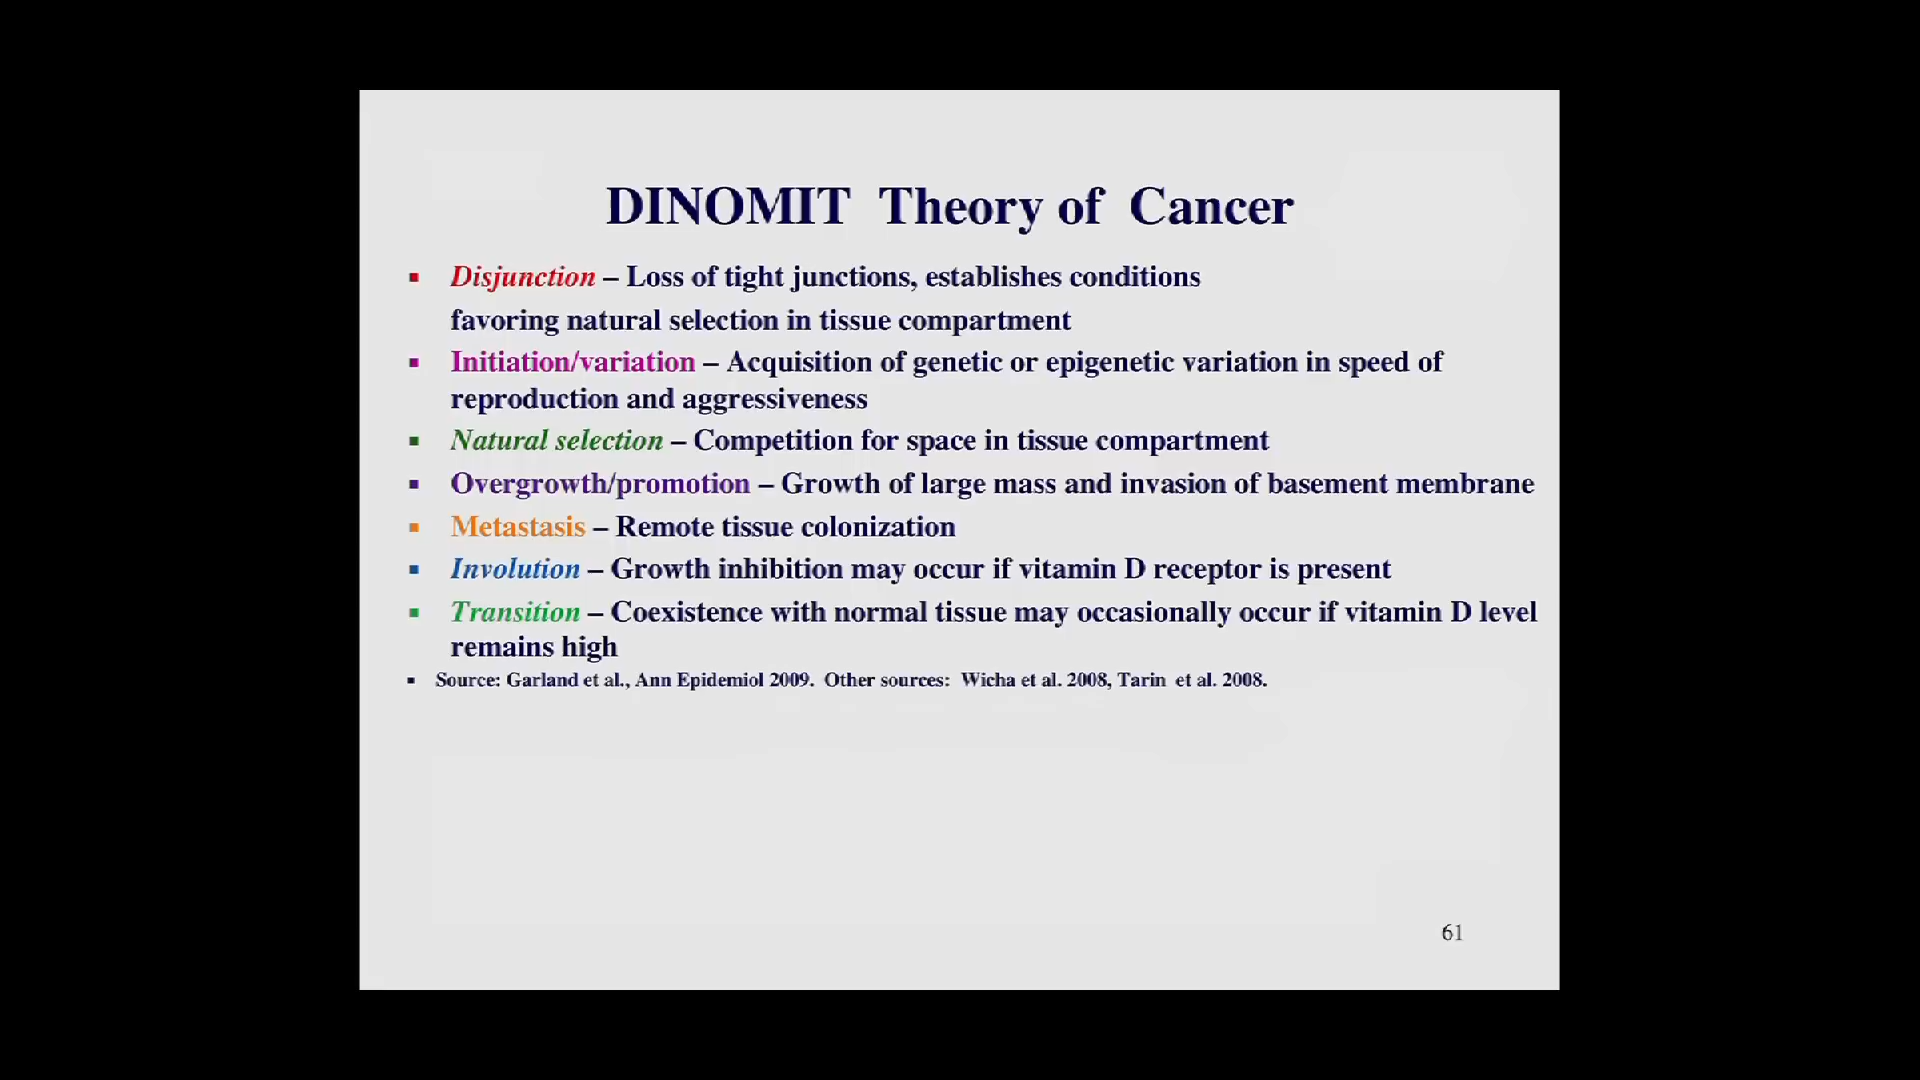 DINOMIT Theory of Cancer
▪ Disjunction – Loss of tight junctions, establishes conditions
favoring natural selection in tissue compartment
▪ Initiation/variation – Acquisition of genetic or epigenetic variation in speed of
reproduction and aggressiveness
▪ Natural selection – Competition for space in tissue compartment
▪ Overgrowth/promotion – Growth of large mass and invasion of basement membrane
▪ Metastasis – Remote tissue colonization
▪ Involution – Growth inhibition may occur if vitamin D receptor is present
▪ Transition – Coexistence with normal tissue may occasionally occur if vitamin D level
remains high
▪ Source: Garland et al., Ann Epidemiol 2009. Other sources: Wicha et al. 2008, Tarin et al. 2008.
61